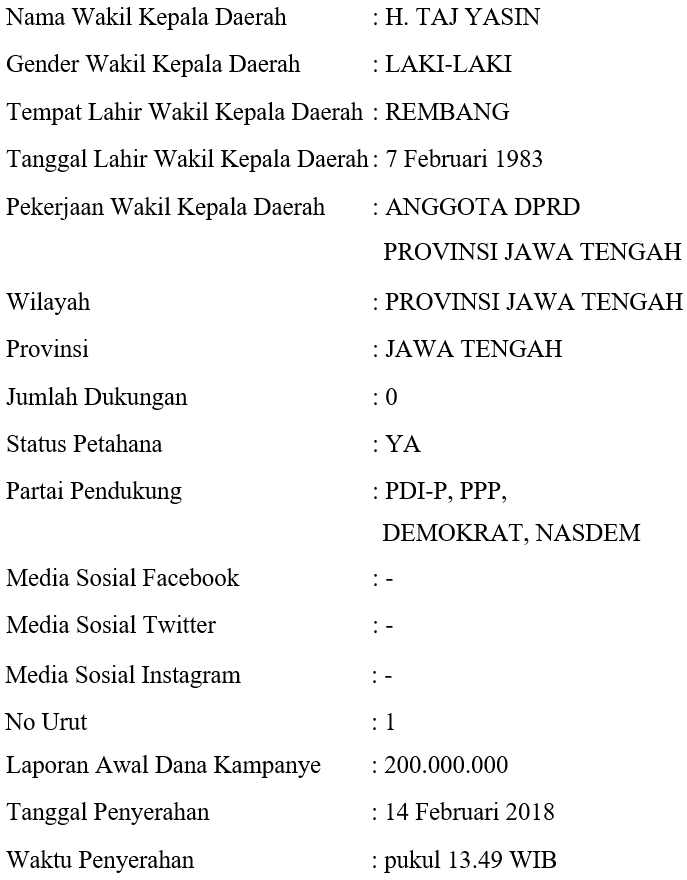 Nama Wakil Kepala Daerah : H. TAJ YASIN
Gender Wakil Kepala Daerah : LAKI-LAKI
Tempat Lahir Wakil Kepala Daerah : REMBANG
Tanggal Lahir Wakil Kepala Daerah : 7 Februari 1983
Pekerjaan Wakil Kepala Daerah : ANGGOTA DPRD
PROVINSI JAWA TENGAH
Wilayah : PROVINSI JAWA TENGAH
Provinsi : JAWA TENGAH
Jumlah Dukungan : 0
Status Petahana : YA
Partai Pendukung : PDI-P, PPP,
DEMOKRAT, NASDEM
Media Sosial Facebook : -
Media Sosial Twitter : -
Media Sosial Instagram : -
No Urut : 1
Laporan Awal Dana Kampanye : 200.000.000
Tanggal Penyerahan : 14 Februari 2018
Waktu Penyerahan : pukul 13.49 WIB